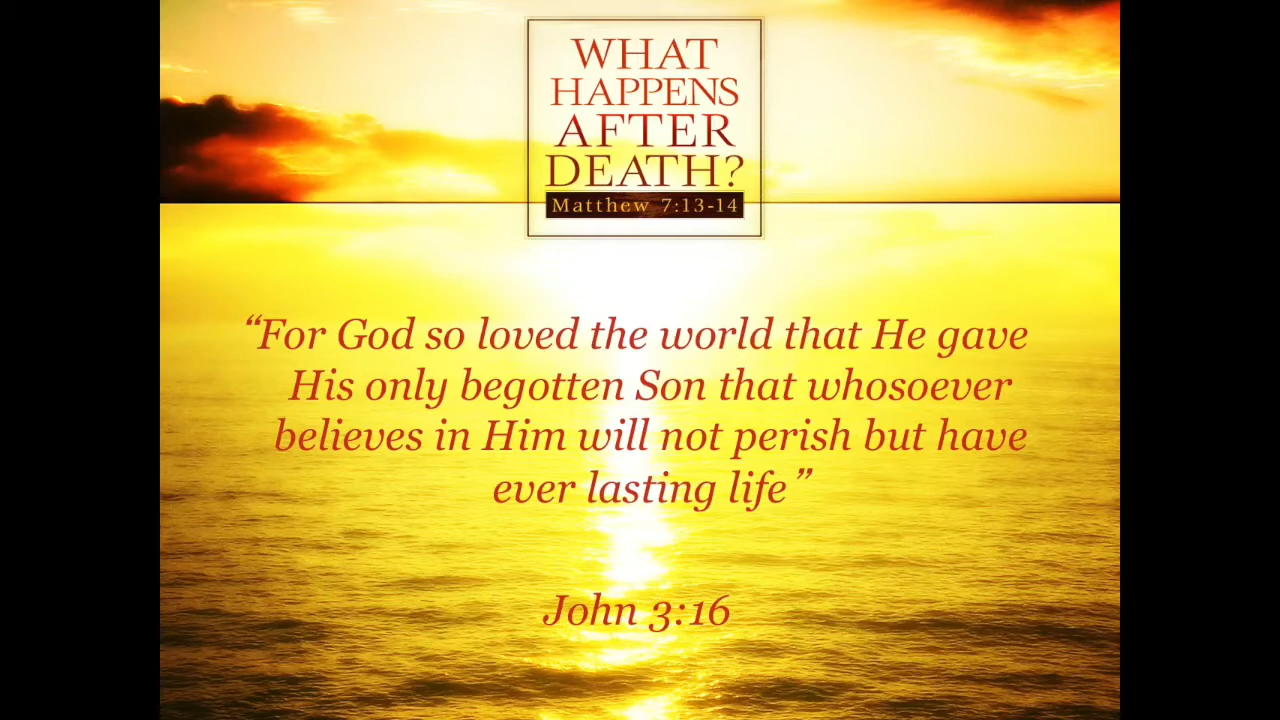 WHAT
HAPPENS
AFTER
DEATH?
Matthew 7:13-14
“For God so loved the world that He gave
His only begotten Son that whosoever
believes in Him will not perish but have
ever lasting life”
John 3:16